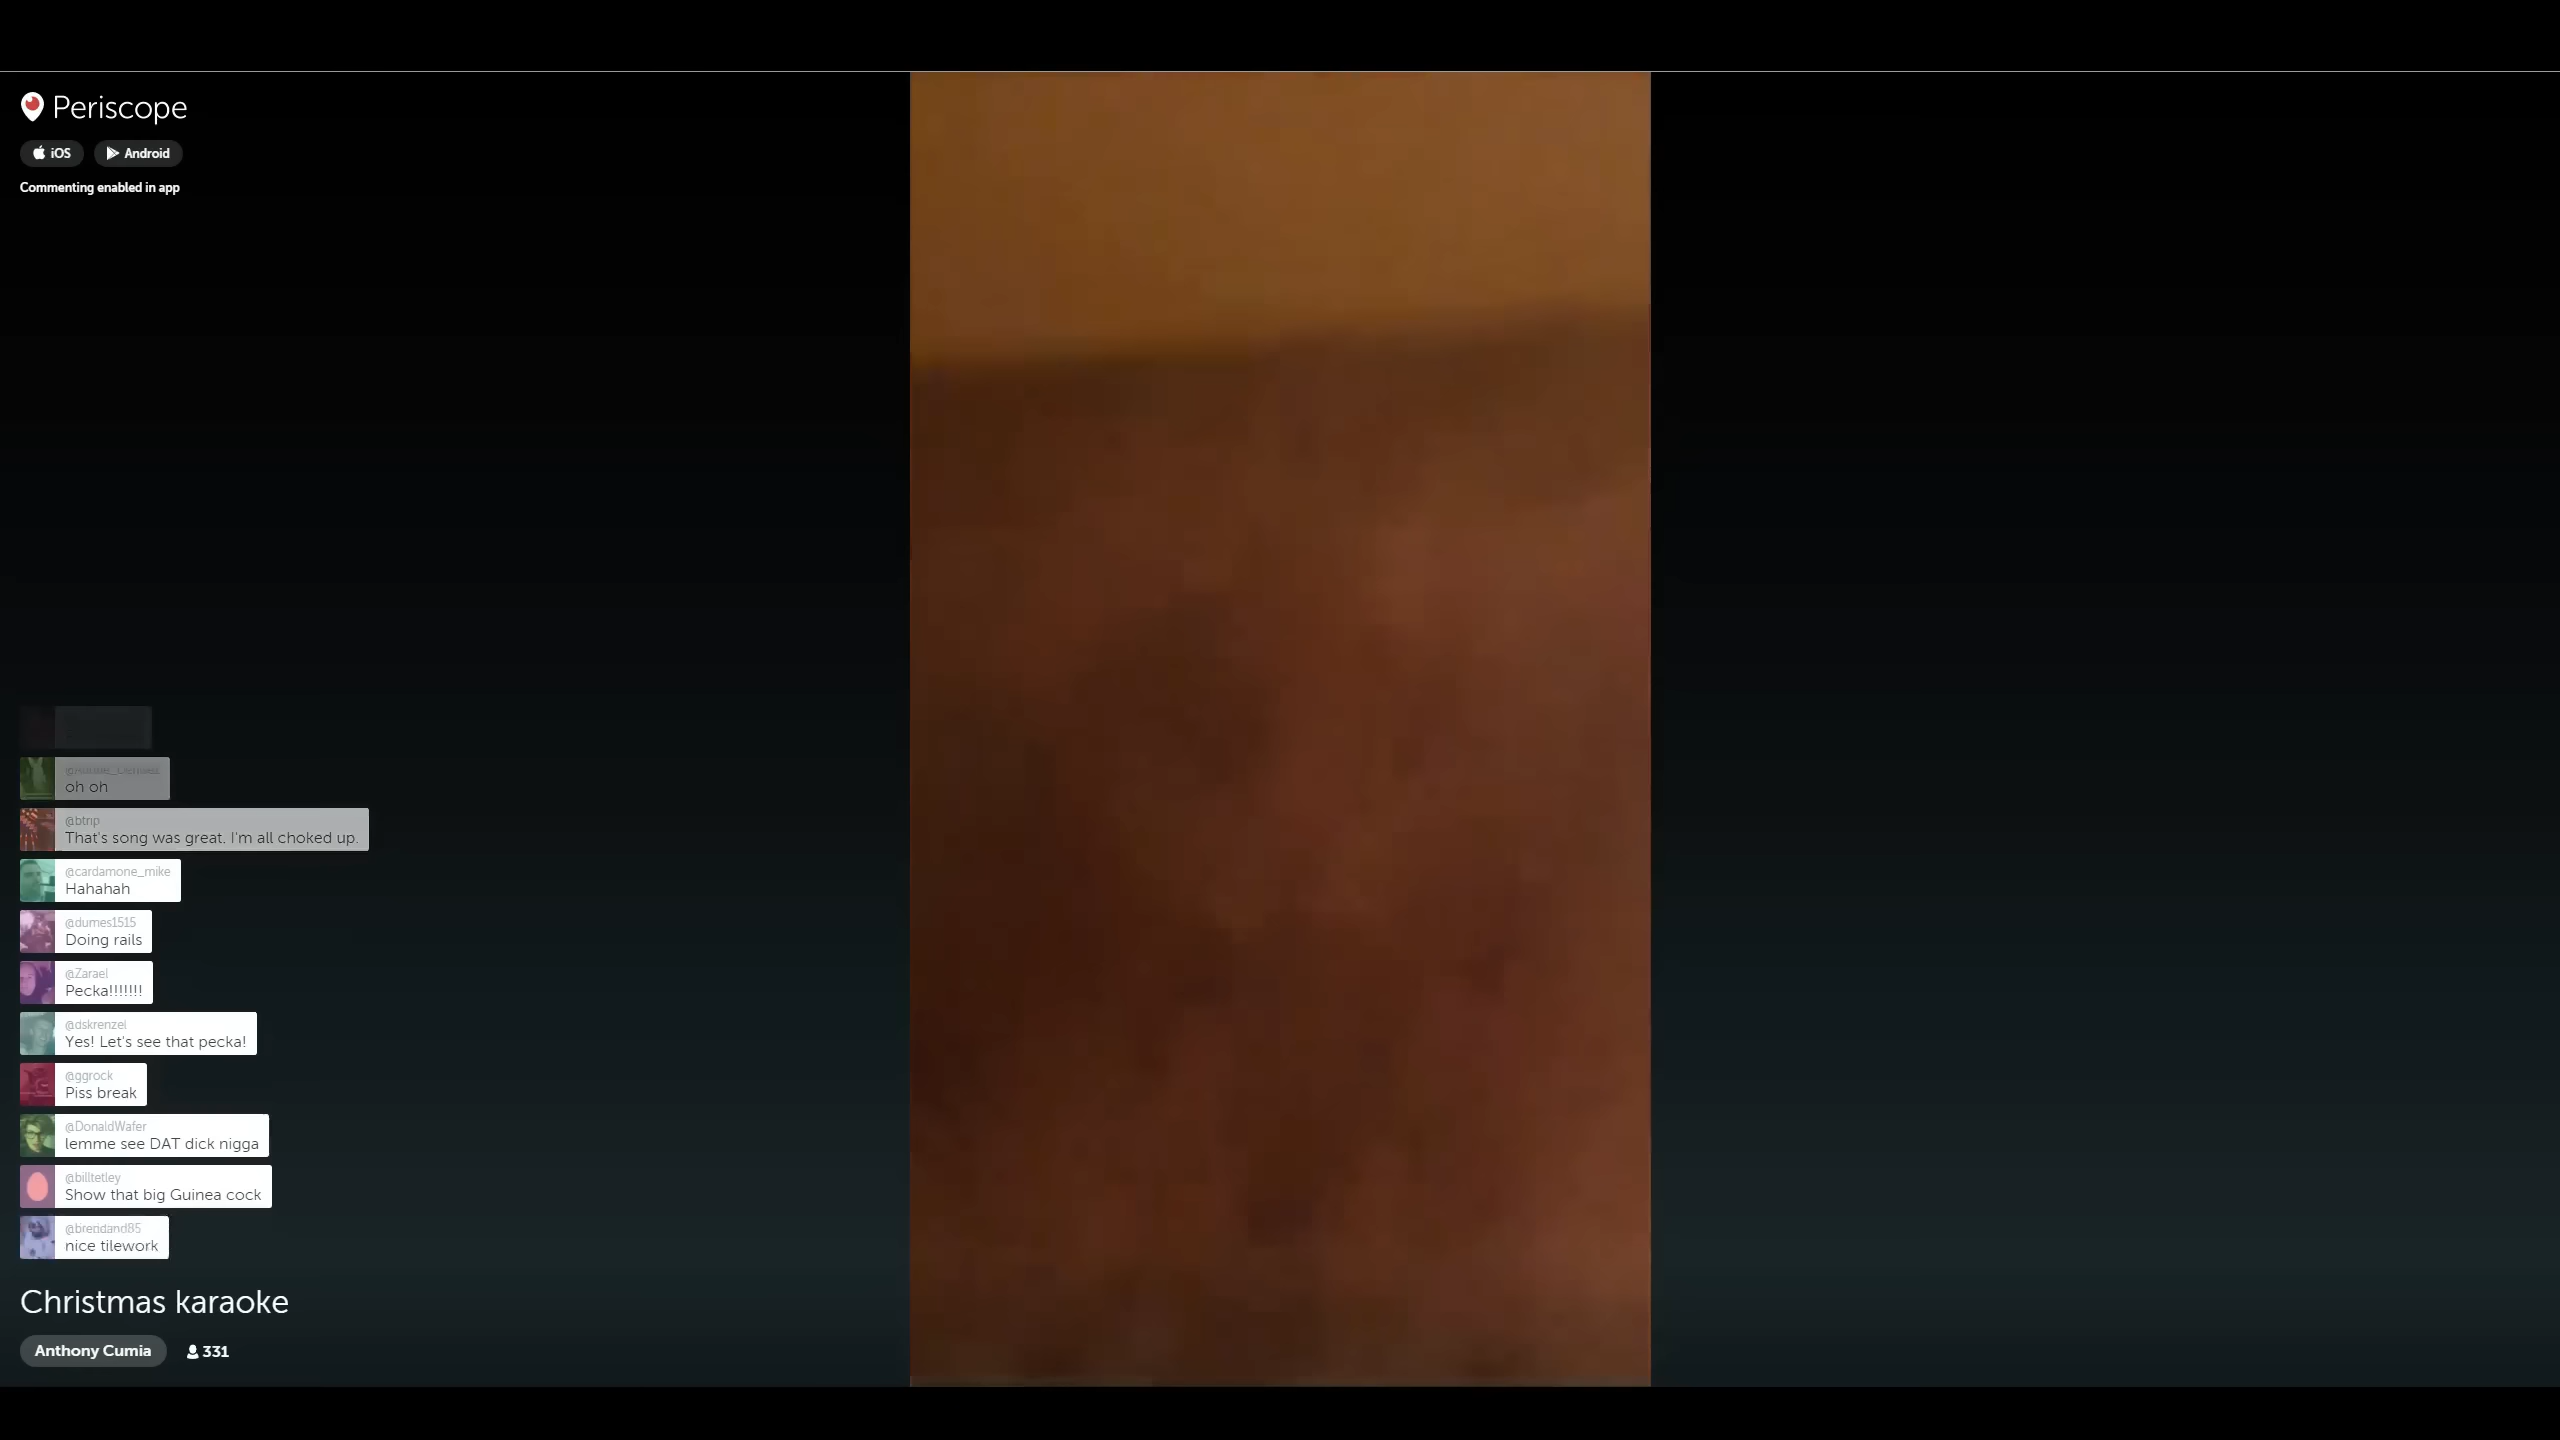 Periscope
iOS
Android
Commenting enabled in app
oh oh
@btnp
That's song was great. I'm all choked up.
@cardamone_mike
Hahahah
@dumes1515
Doing rails
@Zarael
Pecka!!!!!!!
@dskrenzel
Yes! Let's see that pecka!
@ggrock
Piss break
@DonaldWafer
lemme see DAT dick nigga
@billtetley
Show that big Guinea cock
@brendand85
nice tilework
Christmas karaoke
Anthony Cumia
331